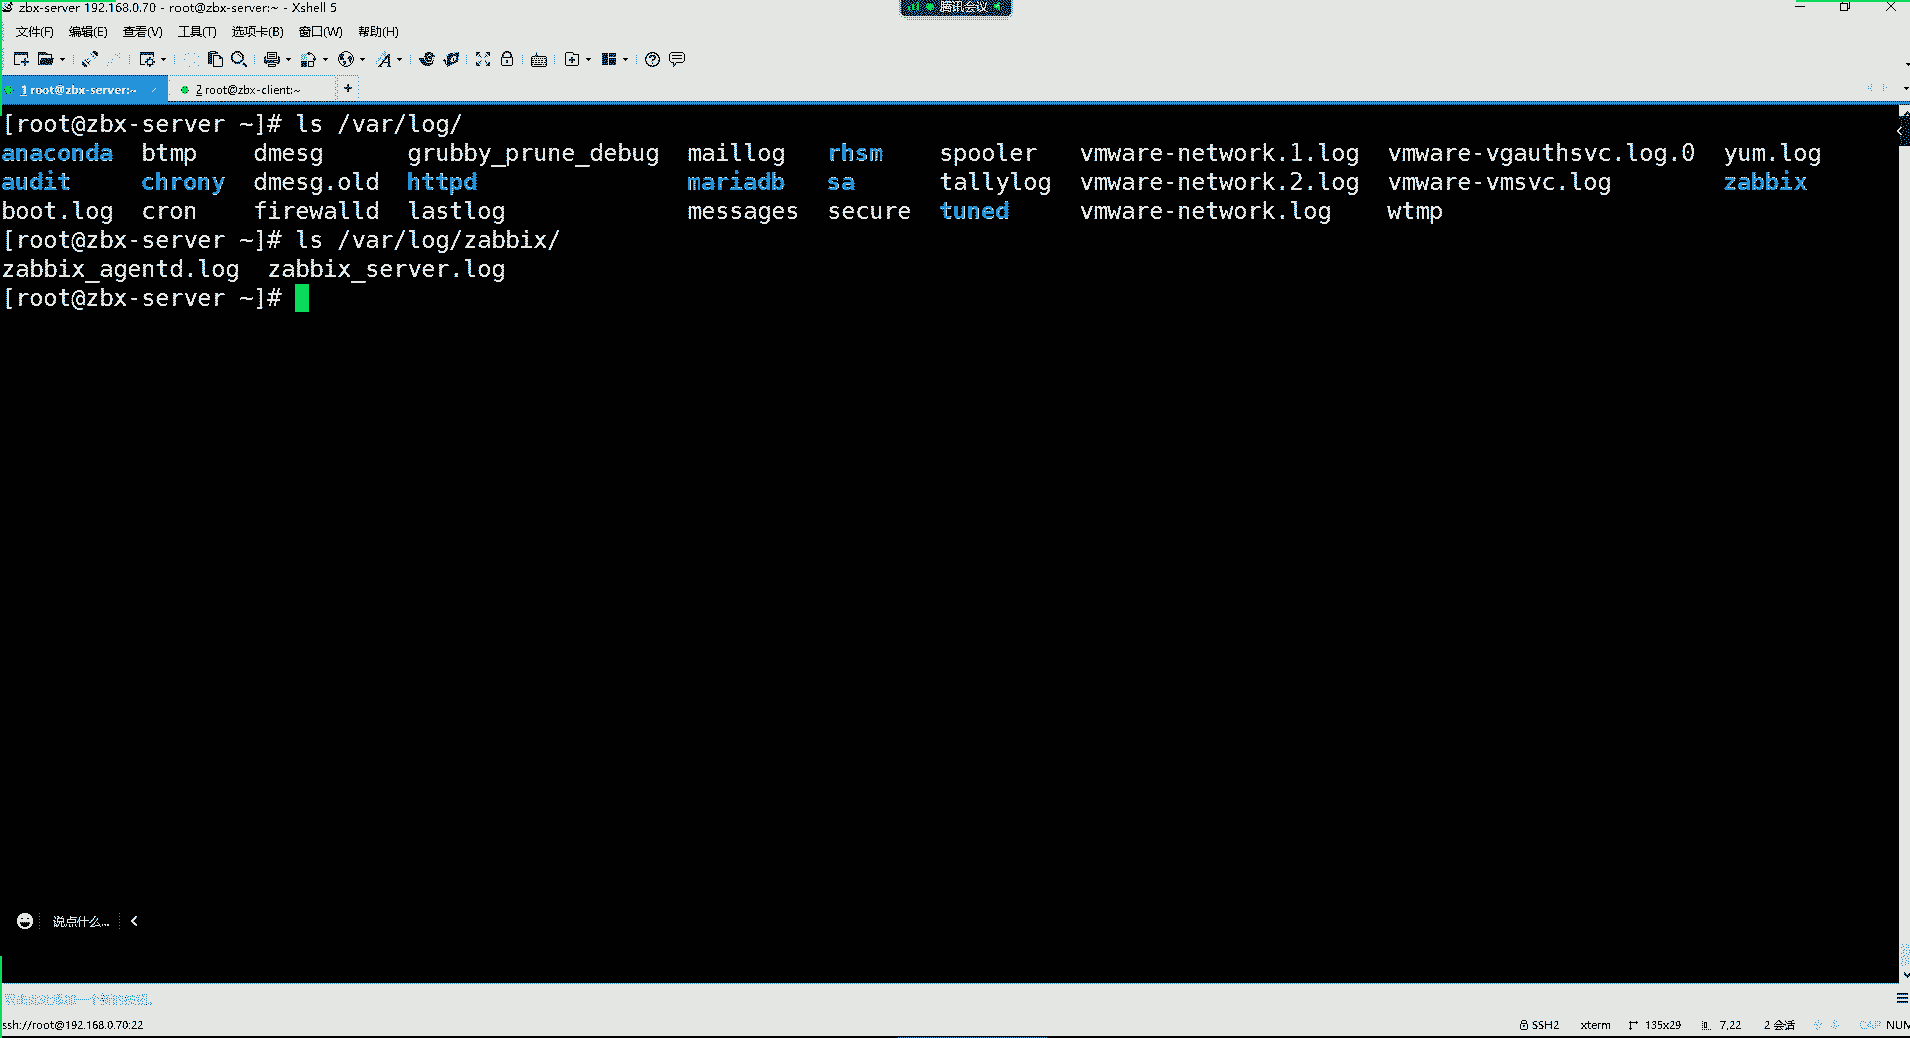 zbx-server 192.168.0.70 - root@zbx-server:~ - Xshell 5
腾讯会议
文件(F) 编辑(E) 查看(V) 工具(T) 选项卡(B) 窗口(W) 帮助(H)
1 root@zbx-server:~ 2 root@zbx-client:~ +
[root@zbx-server ~]# ls /var/log/
anaconda btmp dmesg grubby_prune_debug maillog rhsm spooler vmware-network.1.log vmware-vgauthsvc.log.0 yum.log
audit chrony dmesg.old httpd mariadb sa tallylog vmware-network.2.log vmware-vmsvc.log zabbix
boot.log cron firewalld lastlog messages secure tuned vmware-network.log wtmp
[root@zbx-server ~]# ls /var/log/zabbix/
zabbix_agentd.log zabbix_server.log
[root@zbx-server ~]#
说点什么...
ssh://root@192.168.0.70:22 SSH2 xterm 135x29 7,22 2 会话 CAP NUM